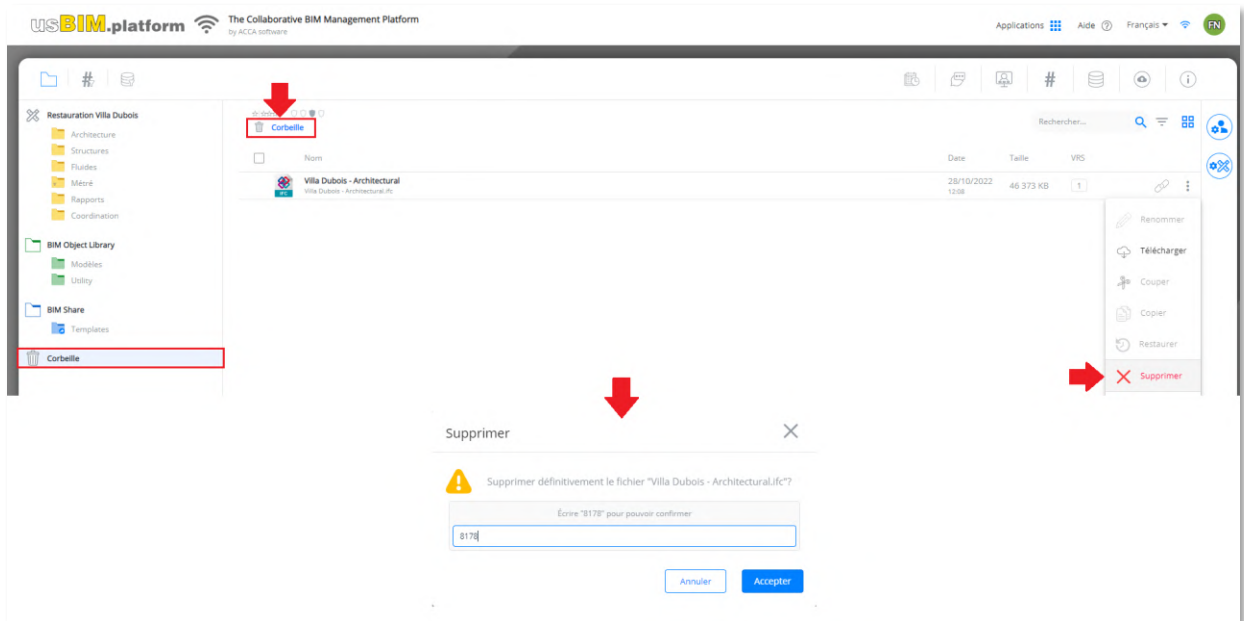 usBIM.platform
The Collaborative BIM Management Platform
by ACCA software
Applications
Aide
Français
FN
#
#
Restauration Villa Dubois
Architecture
Structures
Fluides
Métré
Rapports
Coordination
BIM Object Library
Modèles
Utility
BIM Share
Templates
Corbeille
Corbeille
Rechercher...
Nom
Date
Taille
VRS
Villa Dubois - Architectural
Villa Dubois - Architectural.ifc
IFC
28/10/2022
12:08
46 373 KB
1
Renommer
Télécharger
Couper
Copier
Restaurer
Supprimer
Supprimer
Supprimer définitivement le fichier "Villa Dubois - Architectural.ifc"?
Écrire "8178" pour pouvoir confirmer
8178
Annuler
Accepter